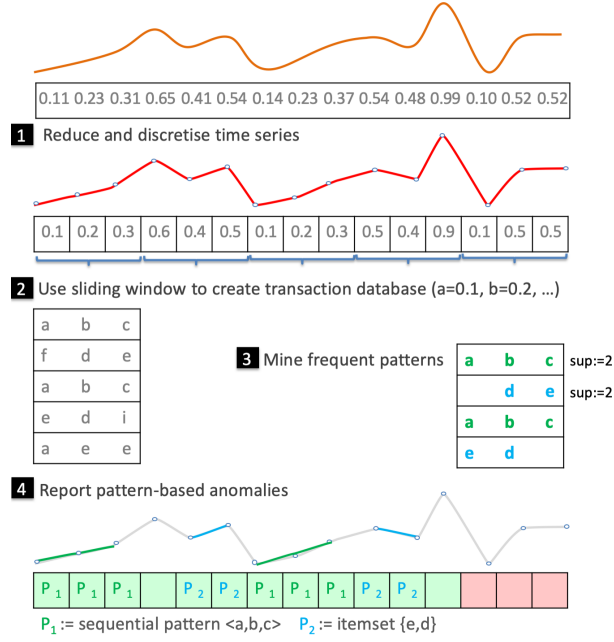 0.11 0.23 0.31 0.65 0.41 0.54 0.14 0.23 0.37 0.54 0.48 0.99 0.10 0.52 0.52
1 Reduce and discretise time series
0.1 0.2 0.3 0.6 0.4 0.5 0.1 0.2 0.3 0.5 0.4 0.9 0.1 0.5 0.5
2 Use sliding window to create transaction database (a=0.1, b=0.2, ...)
a b c
f d e
a b c
e d i
a e e
3 Mine frequent patterns
a b c sup:=2
d e sup:=2
a b c
e d
4 Report pattern-based anomalies
P1 P1 P1 P2 P2 P1 P1 P1 P2 P2
P1 := sequential pattern <a,b,c> P2 := itemset {e,d}